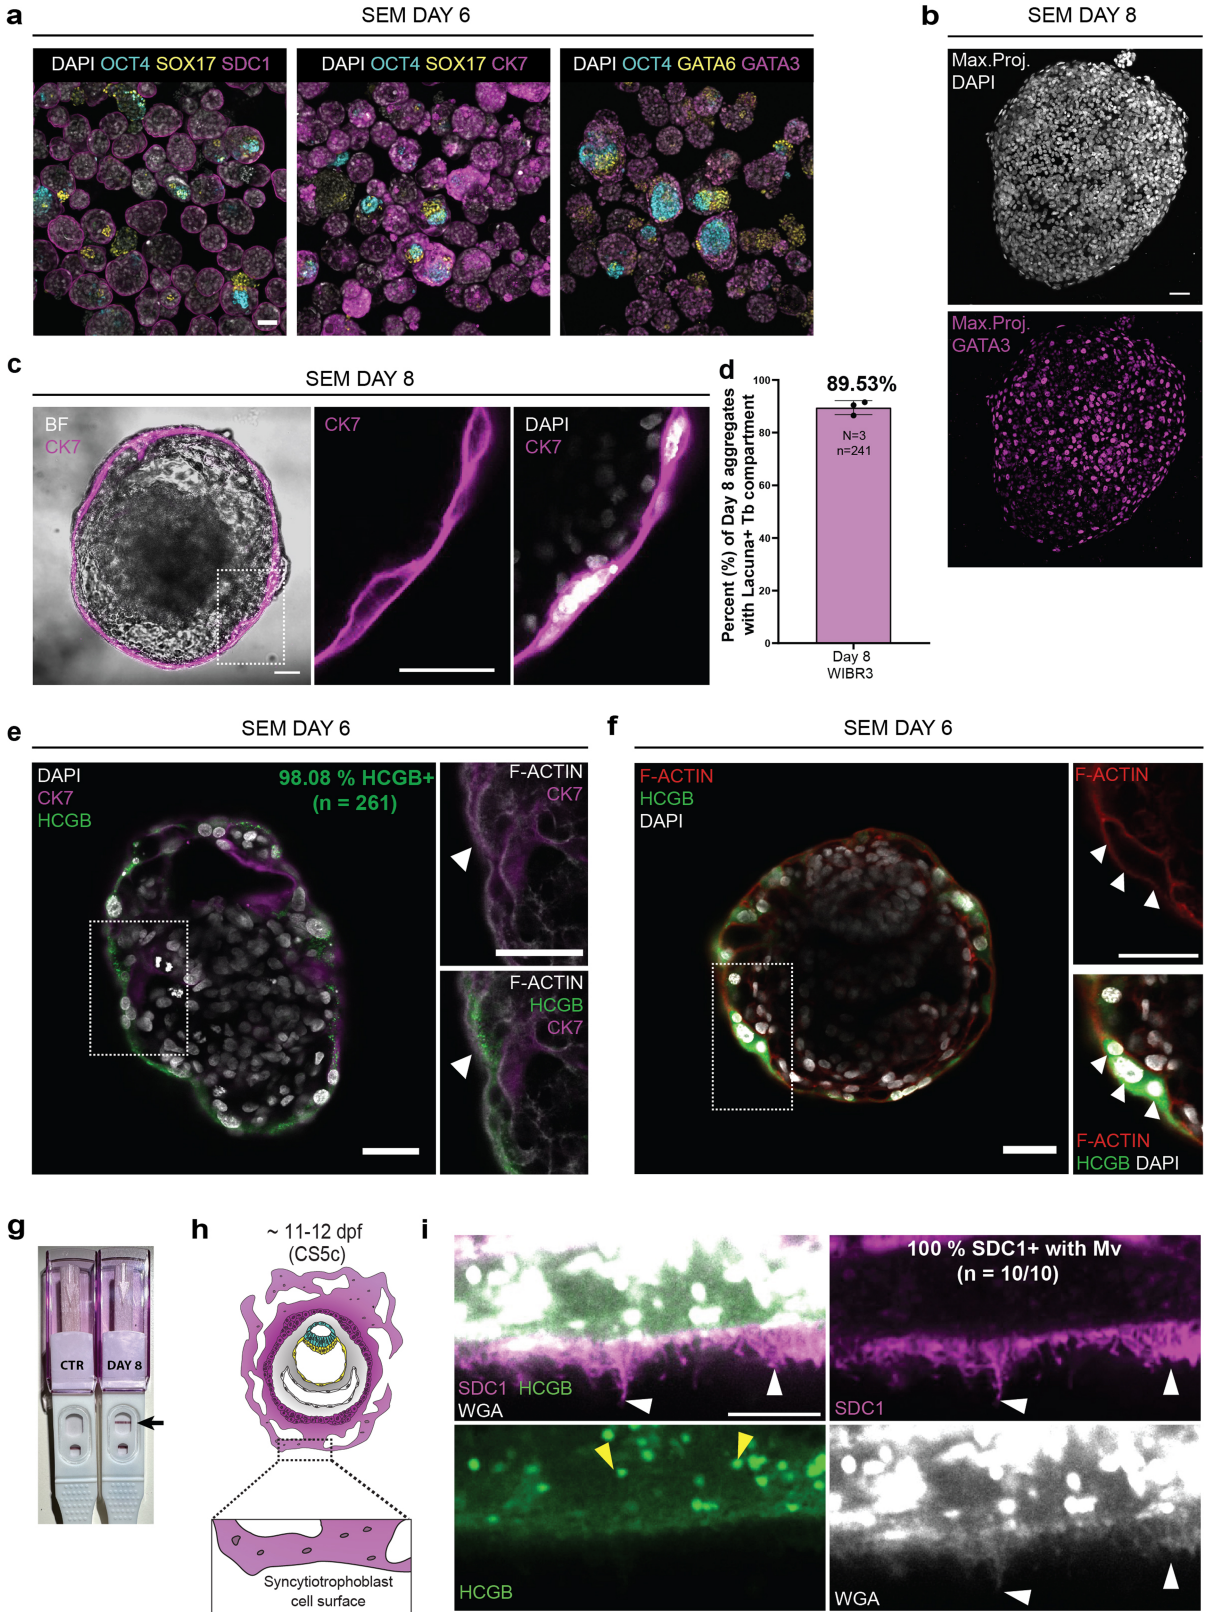 a
SEM DAY 6
DAPI OCT4 SOX17 SDC1
DAPI OCT4 SOX17 CK7
DAPI OCT4 GATA6 GATA3
b
SEM DAY 8
Max.Proj.
DAPI
Max.Proj.
GATA3
c
SEM DAY 8
BF
CK7
CK7
DAPI
CK7
d
Percent (%) of Day 8 aggregates
with Lacuna+ Tb compartment
100
80
60
40
20
0
89.53%
N=3
n=241
Day 8
WIBR3
e
SEM DAY 6
DAPI
CK7
HCGB
98.08 % HCGB+
(n = 261)
F-ACTIN
CK7
F-ACTIN
HCGB
CK7
f
SEM DAY 6
F-ACTIN
HCGB
DAPI
F-ACTIN
F-ACTIN
HCGB DAPI
g
CTR
DAY 8
h
~ 11-12 dpf
(CS5c)
Syncytiotrophoblast
cell surface
i
SDC1 HCGB
WGA
100 % SDC1+ with Mv
(n = 10/10)
SDC1
HCGB
WGA